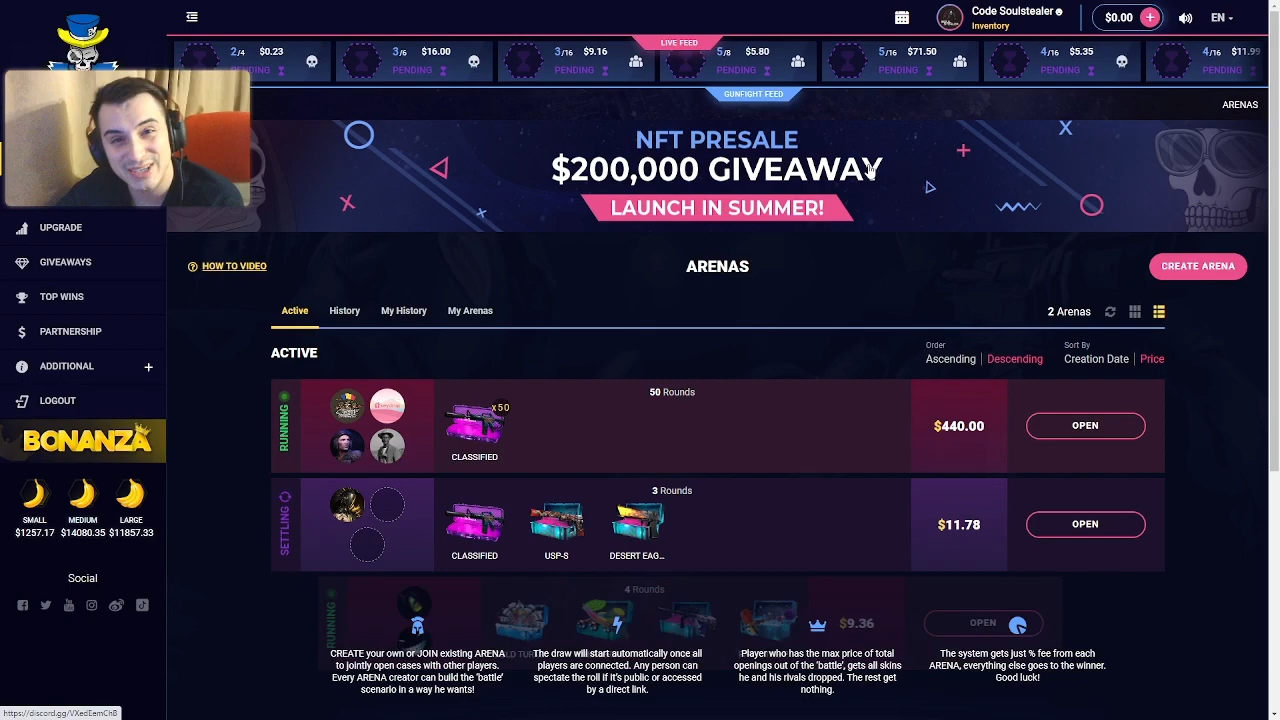 Code Soulstealer
Inventory
$0.00
EN
LIVE FEED
2/4 $0.23
PENDING
3/6 $16.00
PENDING
3/16 $9.16
PENDING
5/8 $5.80
PENDING
5/16 $71.50
PENDING
4/16 $5.35
PENDING
4/16 $11.99
PENDING
GUNFIGHT FEED
ARENAS
NFT PRESALE
$200,000 GIVEAWAY
LAUNCH IN SUMMER!
UPGRADE
GIVEAWAYS
TOP WINS
PARTNERSHIP
ADDITIONAL
LOGOUT
BONANZA
SMALL
$1257.17
MEDIUM
$14080.35
LARGE
$11857.33
Social
HOW TO VIDEO
ARENAS
CREATE ARENA
Active
History
My History
My Arenas
2 Arenas
ACTIVE
Order
Ascending | Descending
Sort By
Creation Date | Price
RUNNING
x50
CLASSIFIED
50 Rounds
$440.00
OPEN
SETTLING
3 Rounds
CLASSIFIED
USP-S
DESERT EAG...
$11.78
OPEN
RUNNING
4 Rounds
$9.36
OPEN
CREATE your own or JOIN existing ARENA
to jointly open cases with other players.
Every ARENA creator can build the 'battle'
scenario in a way he wants!
The draw will start automatically once all
players are connected. Any person can
spectate the roll if it's public or accessed
by a direct link.
Player who has the max price of total
openings out of the 'battle', gets all skins
he and his rivals dropped. The rest get
nothing.
The system gets just % fee from each
ARENA, everything else goes to the winner.
Good luck!
https://discord.gg/VXedEemCh8